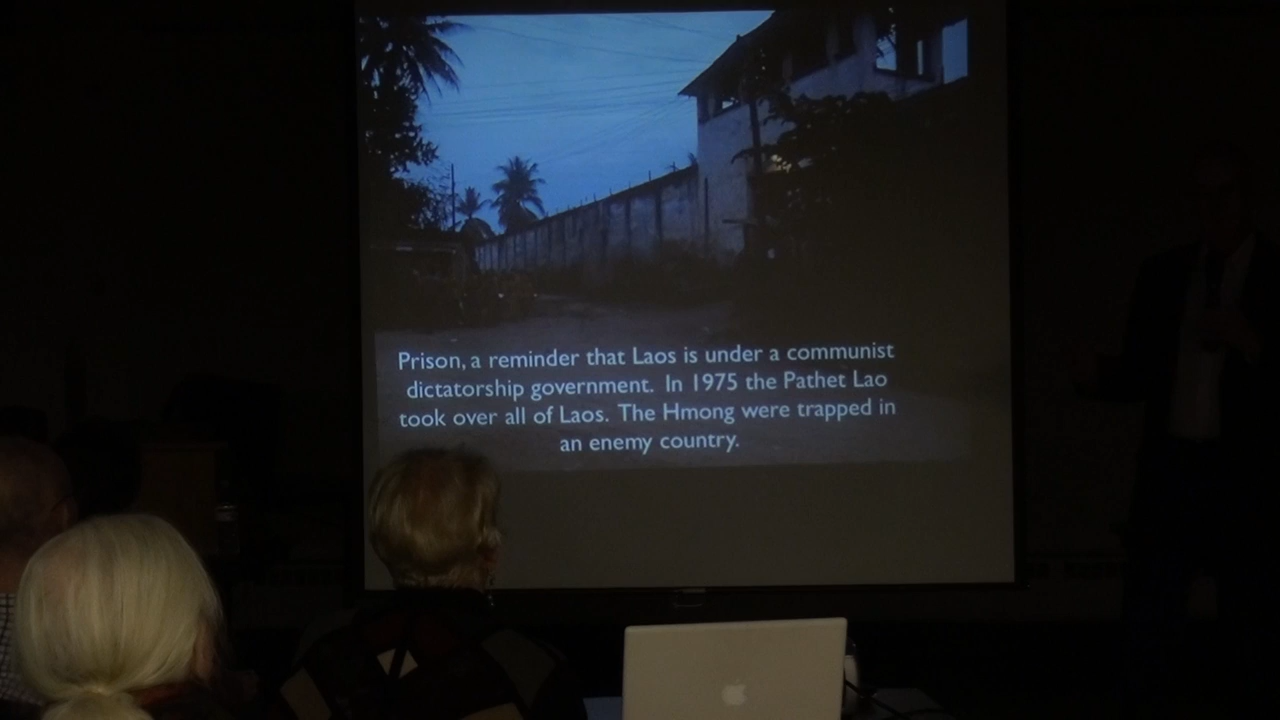 Prison, a reminder that Laos is under a communist
dictatorship government. In 1975 the Pathet Lao
took over all of Laos. The Hmong were trapped in
an enemy country.